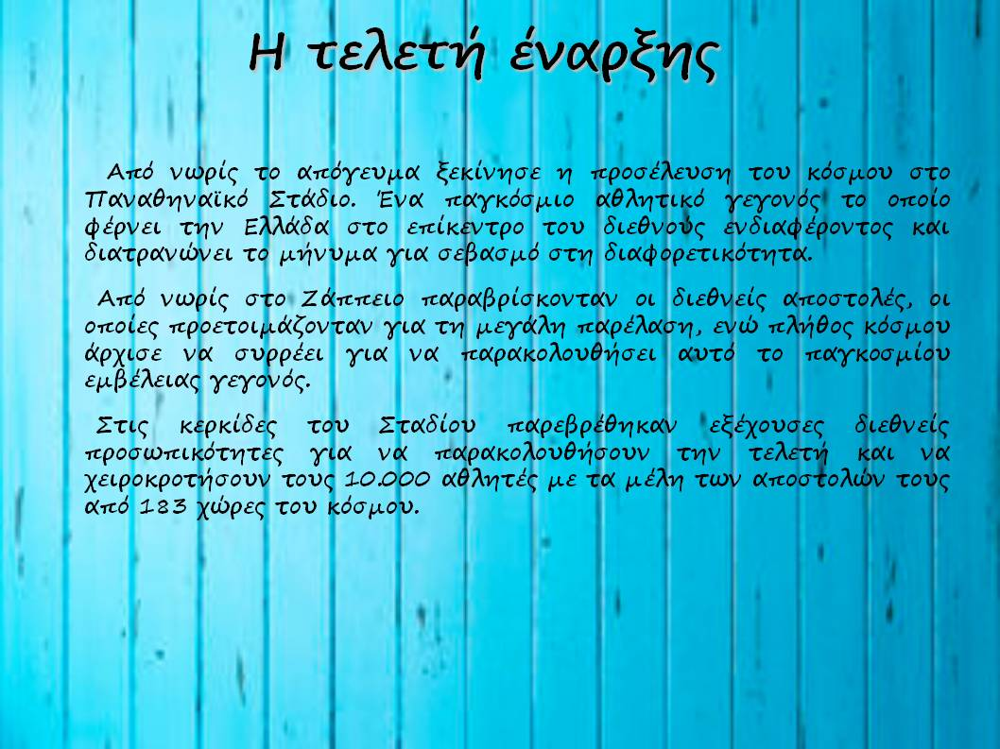 Η τελετή έναρξης
Από νωρίς το απόγευμα ξεκίνησε η προσέλευση του κόσμου στο
Παναθηναϊκό Στάδιο. Ένα παγκόσμιο αθλητικό γεγονός το οποίο
φέρνει την Ελλάδα στο επίκεντρο του διεθνούς ενδιαφέροντος και
διατρανώνει το μήνυμα για σεβασμό στη διαφορετικότητα.
Από νωρίς στο Ζάππειο παραβρίσκονταν οι διεθνείς αποστολές, οι
οποίες προετοιμάζονταν για τη μεγάλη παρέλαση, ενώ πλήθος κόσμου
άρχισε να συρρέει για να παρακολουθήσει αυτό το παγκοσμίου
εμβέλειας γεγονός.
Στις κερκίδες του Σταδίου παρεβρέθηκαν εξέχουσες διεθνείς
προσωπικότητες για να παρακολουθήσουν την τελετή και να
χειροκροτήσουν τους 10.000 αθλητές με τα μέλη των αποστολών τους
από 183 χώρες του κόσμου.